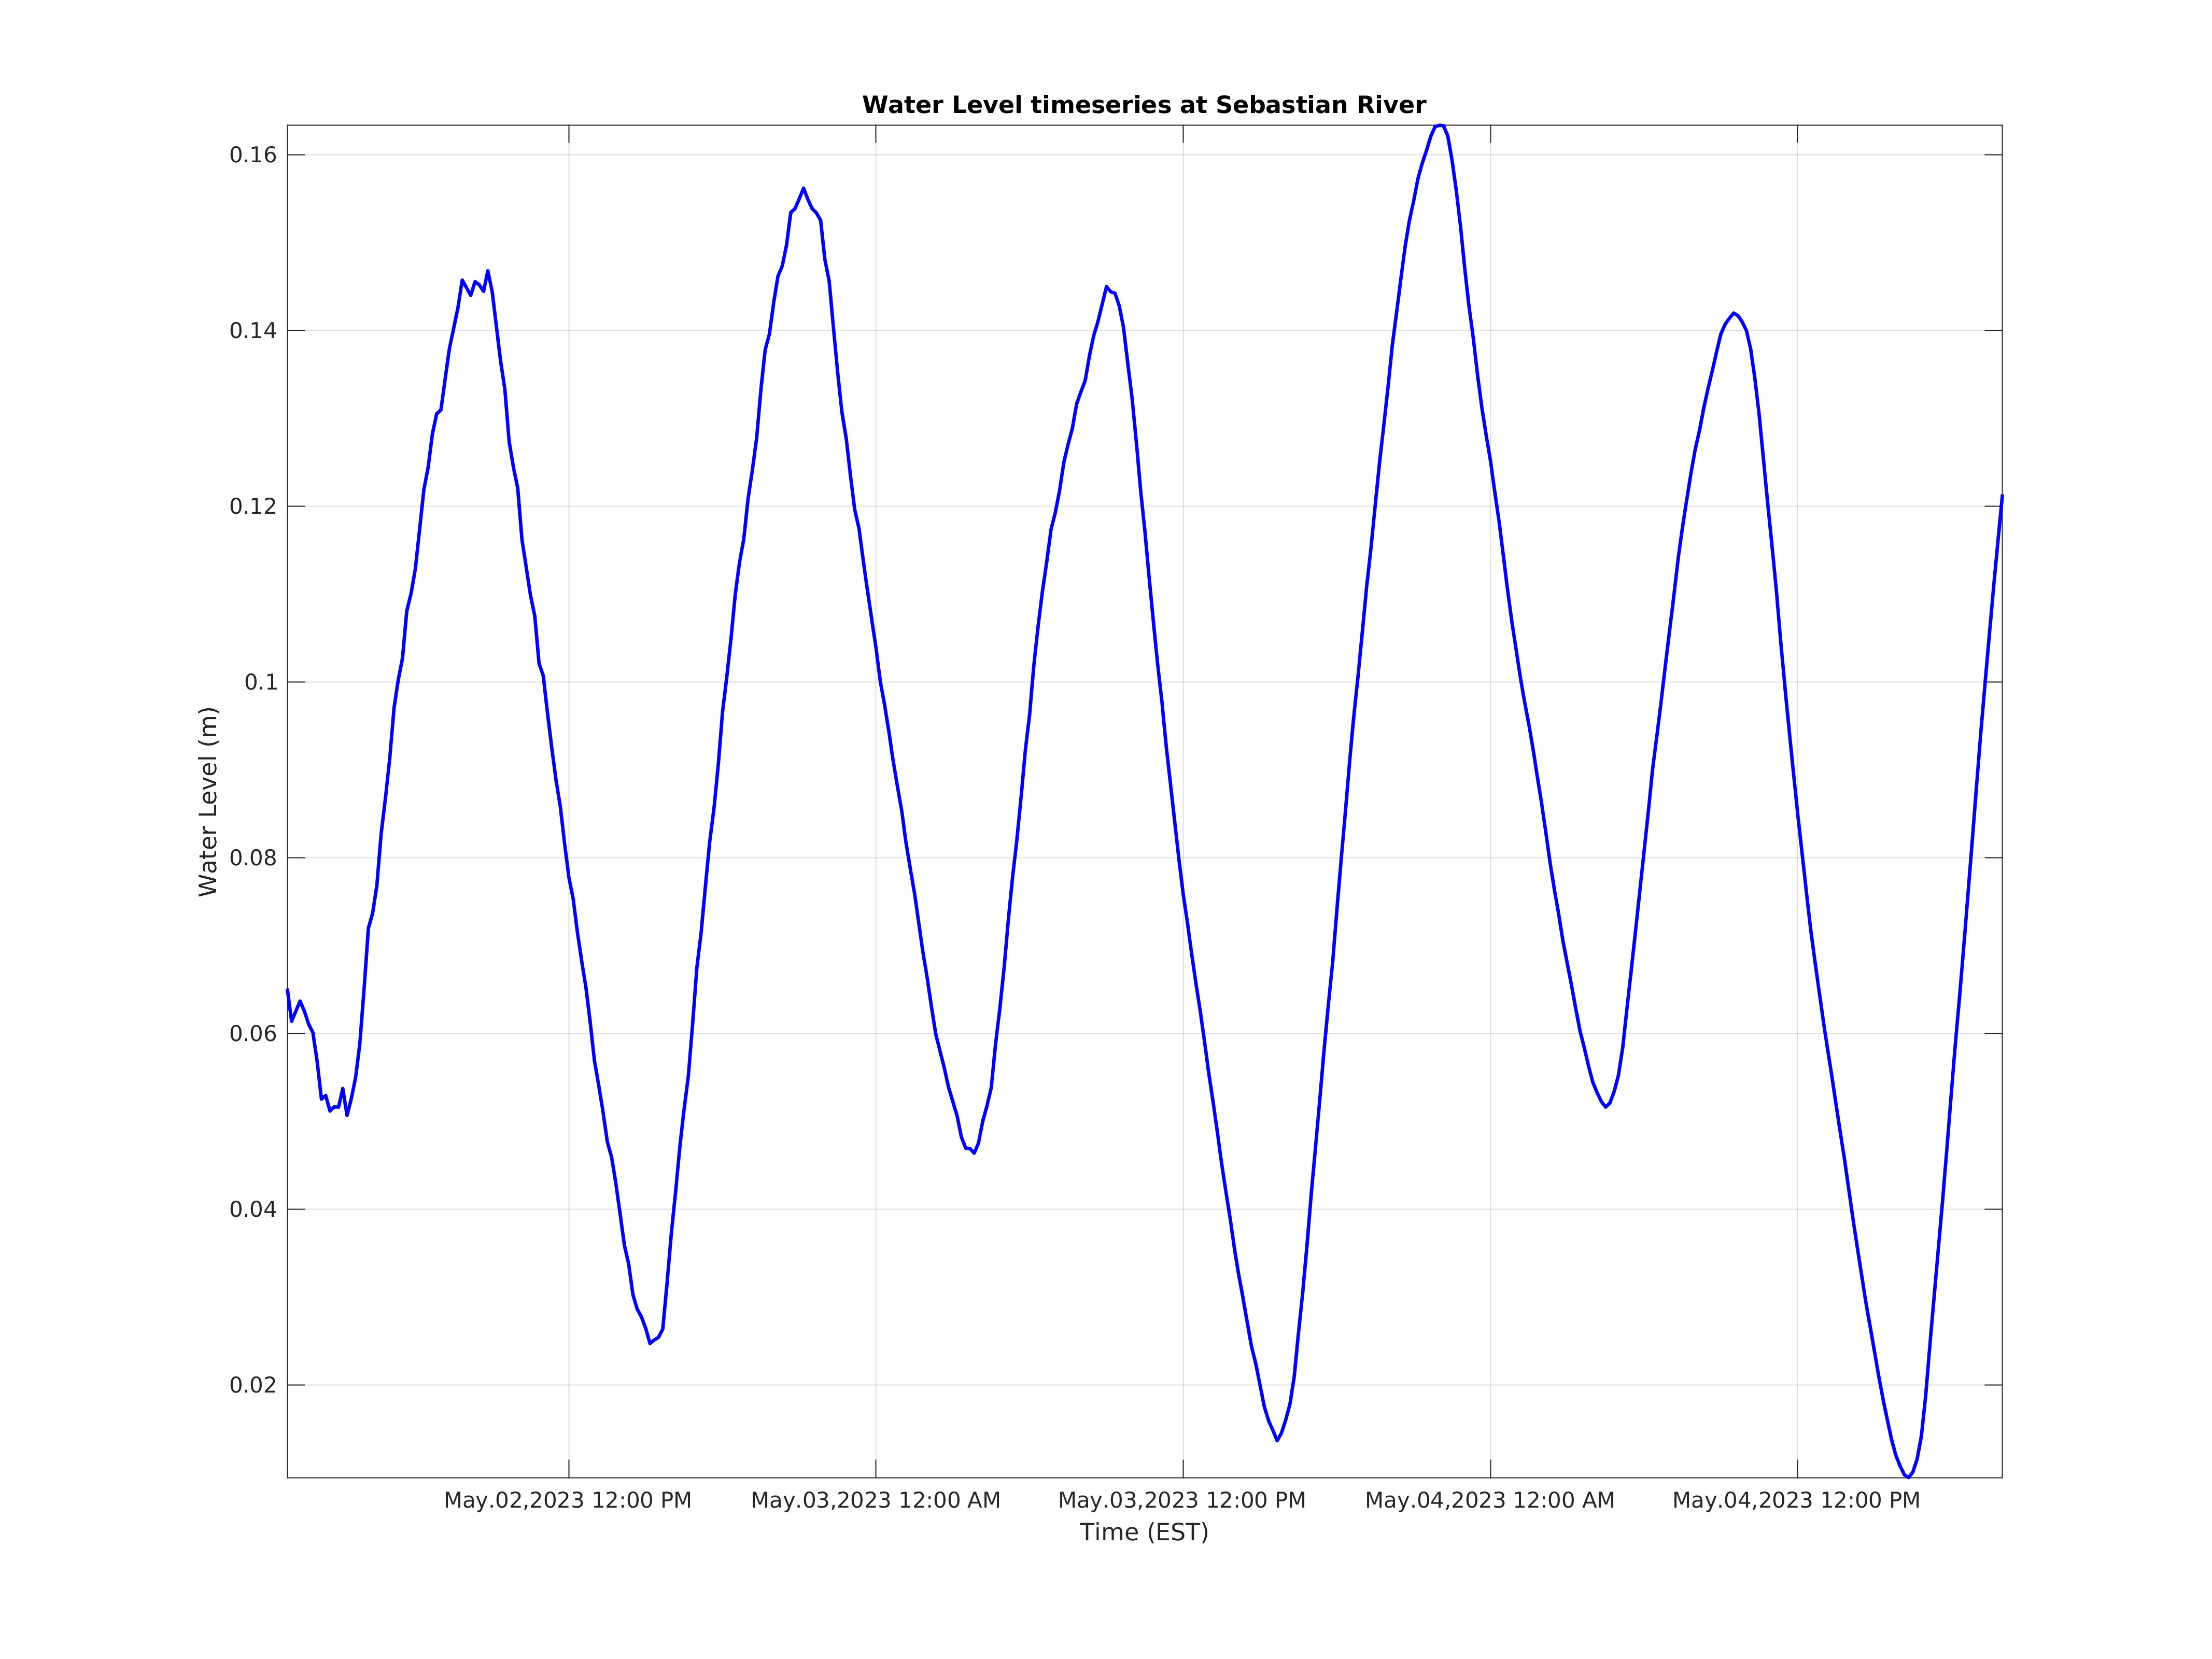 Water Level timeseries at Sebastian River
0.16
0.14
0.12
0.1
0.08
0.06
0.04
0.02
Water Level (m)
May.02,2023 12:00 PM May.03,2023 12:00 AM May.03,2023 12:00 PM May.04,2023 12:00 AM May.04,2023 12:00 PM
Time (EST)